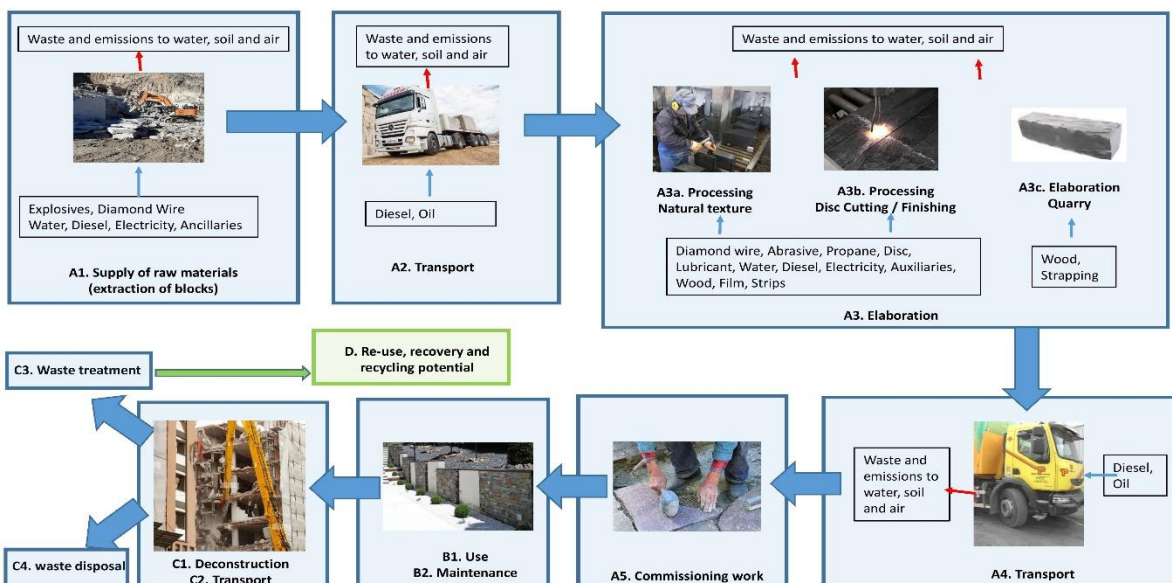 Waste and emissions to water, soil and air
Explosives, Diamond Wire
Water, Diesel, Electricity, Ancillaries
A1. Supply of raw materials
(extraction of blocks)
Waste and emissions
to water, soil and air
Diesel, Oil
A2. Transport
Waste and emissions to water, soil and air
A3a. Processing
Natural texture
A3b. Processing
Disc Cutting / Finishing
A3c. Elaboration
Quarry
Diamond wire, Abrasive, Propane, Disc,
Lubricant, Water, Diesel, Electricity, Auxiliaries,
Wood, Film, Strips
Wood,
Strapping
A3. Elaboration
C3. Waste treatment
D. Re-use, recovery and
recycling potential
C4. waste disposal
C1. Deconstruction
C2. Transport
B1. Use
B2. Maintenance
A5. Commissioning work
Waste and
emissions to
water, soil
and air
Diesel,
Oil
A4. Transport